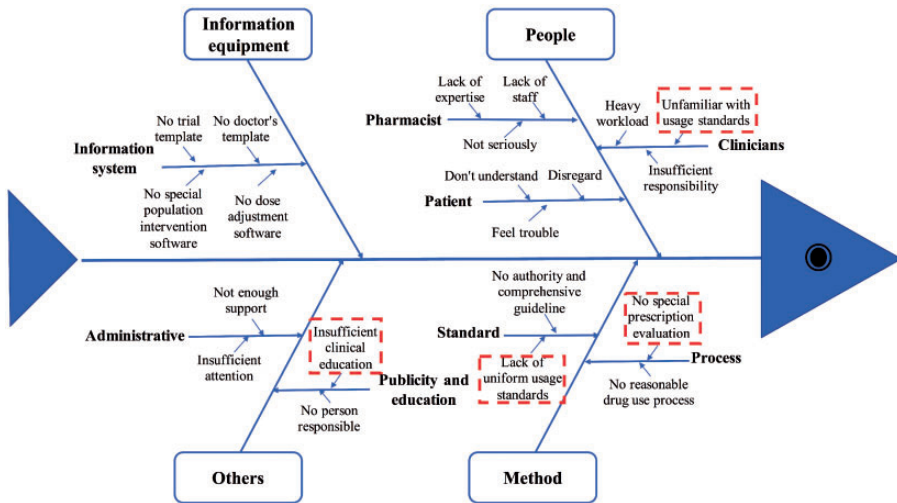 Information
equipment
People
Lack of
expertise
Lack of
staff
Pharmacist
Not seriously
Heavy
workload
Unfamiliar with
usage standards
Clinicians
Insufficient
responsibility
No trial
template
No doctor's
template
Information
system
No special
population
intervention
software
No dose
adjustment
software
Don't understand
Disregard
Patient
Feel trouble
Not enough
support
Administrative
Insufficient
attention
Insufficient
clinical
education
Publicity and
education
No person
responsible
No authority and
comprehensive
guideline
Standard
Lack of
uniform usage
standards
No special
prescription
evaluation
Process
No reasonable
drug use process
Others
Method